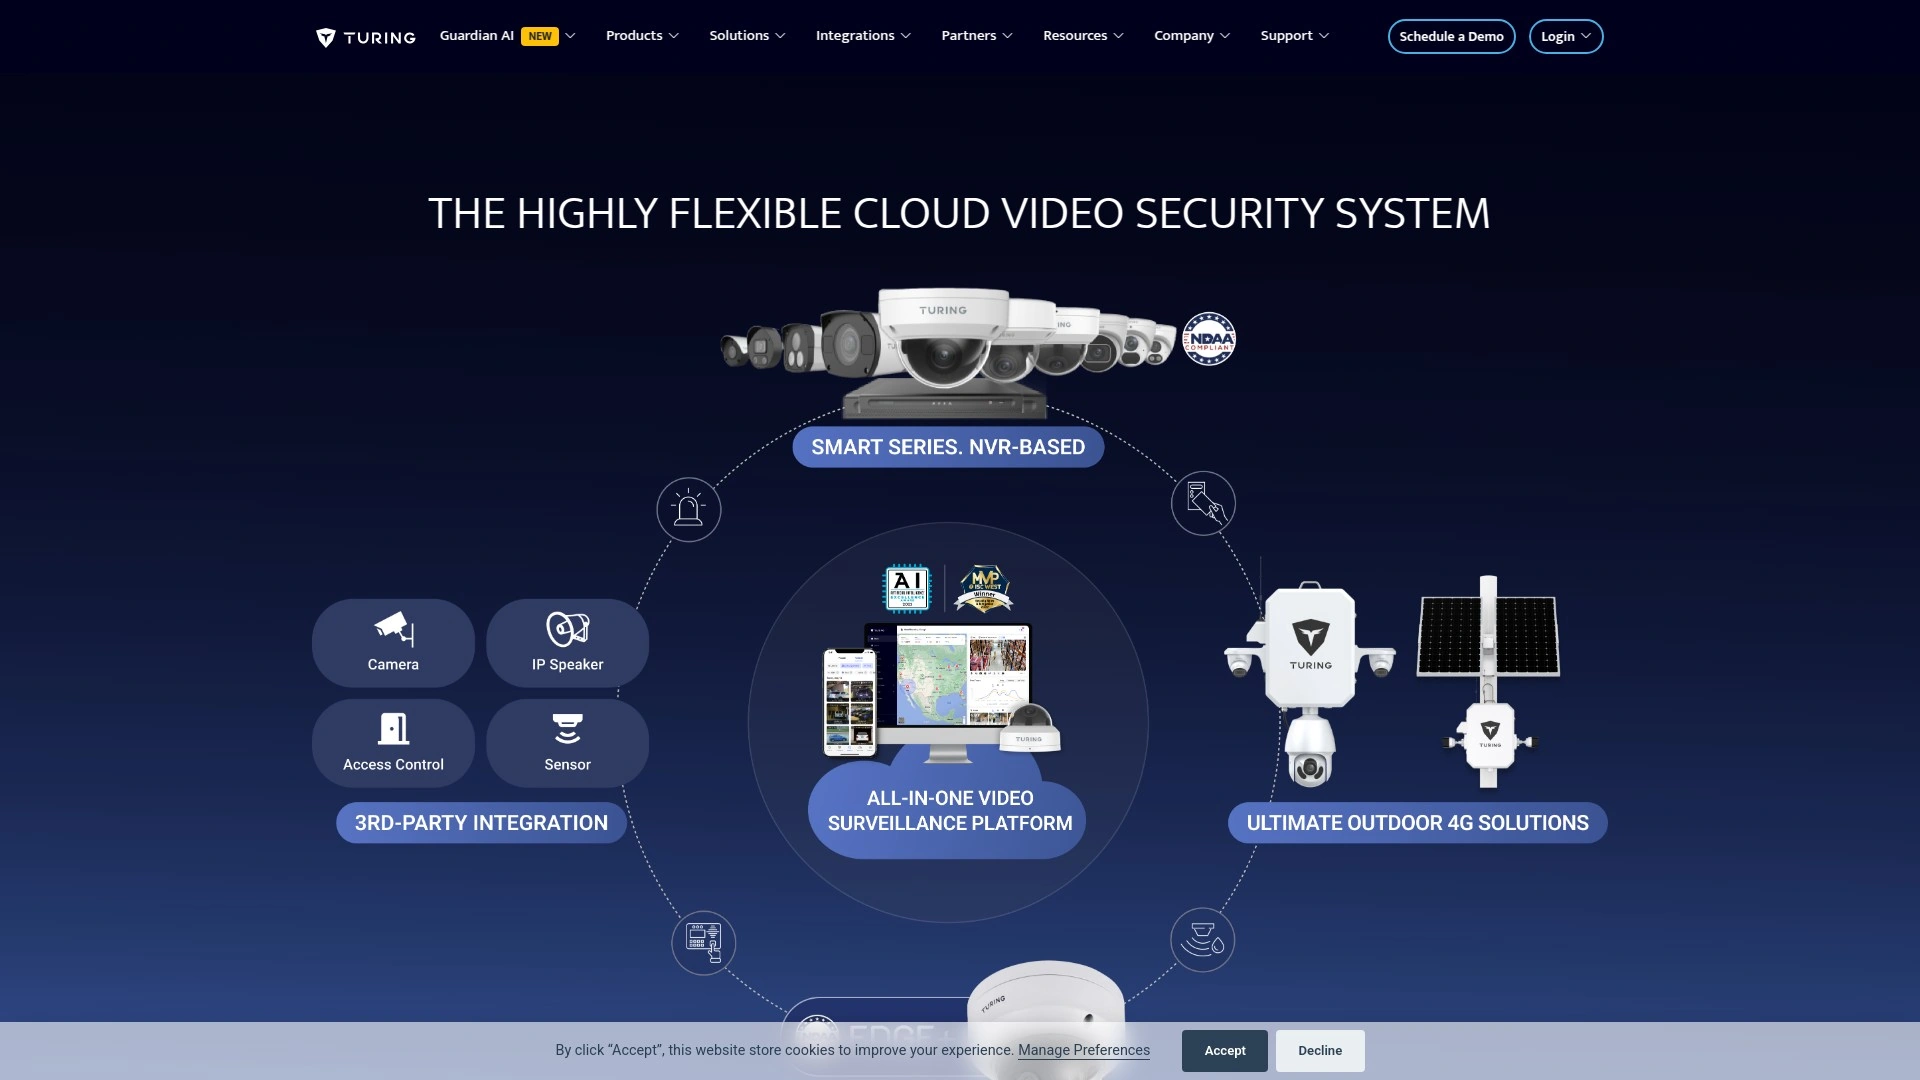 TURING
Guardian AI NEW
Products
Solutions
Integrations
Partners
Resources
Company
Support
Schedule a Demo
Login
THE HIGHLY FLEXIBLE CLOUD VIDEO SECURITY SYSTEM
TURING
NDAA
COMPLIANT
SMART SERIES. NVR-BASED
Camera
IP Speaker
Access Control
Sensor
3RD-PARTY INTEGRATION
AI
MVP
Winner
TURING
ALL-IN-ONE VIDEO
SURVEILLANCE PLATFORM
TURING
TURING
ULTIMATE OUTDOOR 4G SOLUTIONS
TURING
EDGE +
By click “Accept”, this website store cookies to improve your experience. Manage Preferences
Accept
Decline